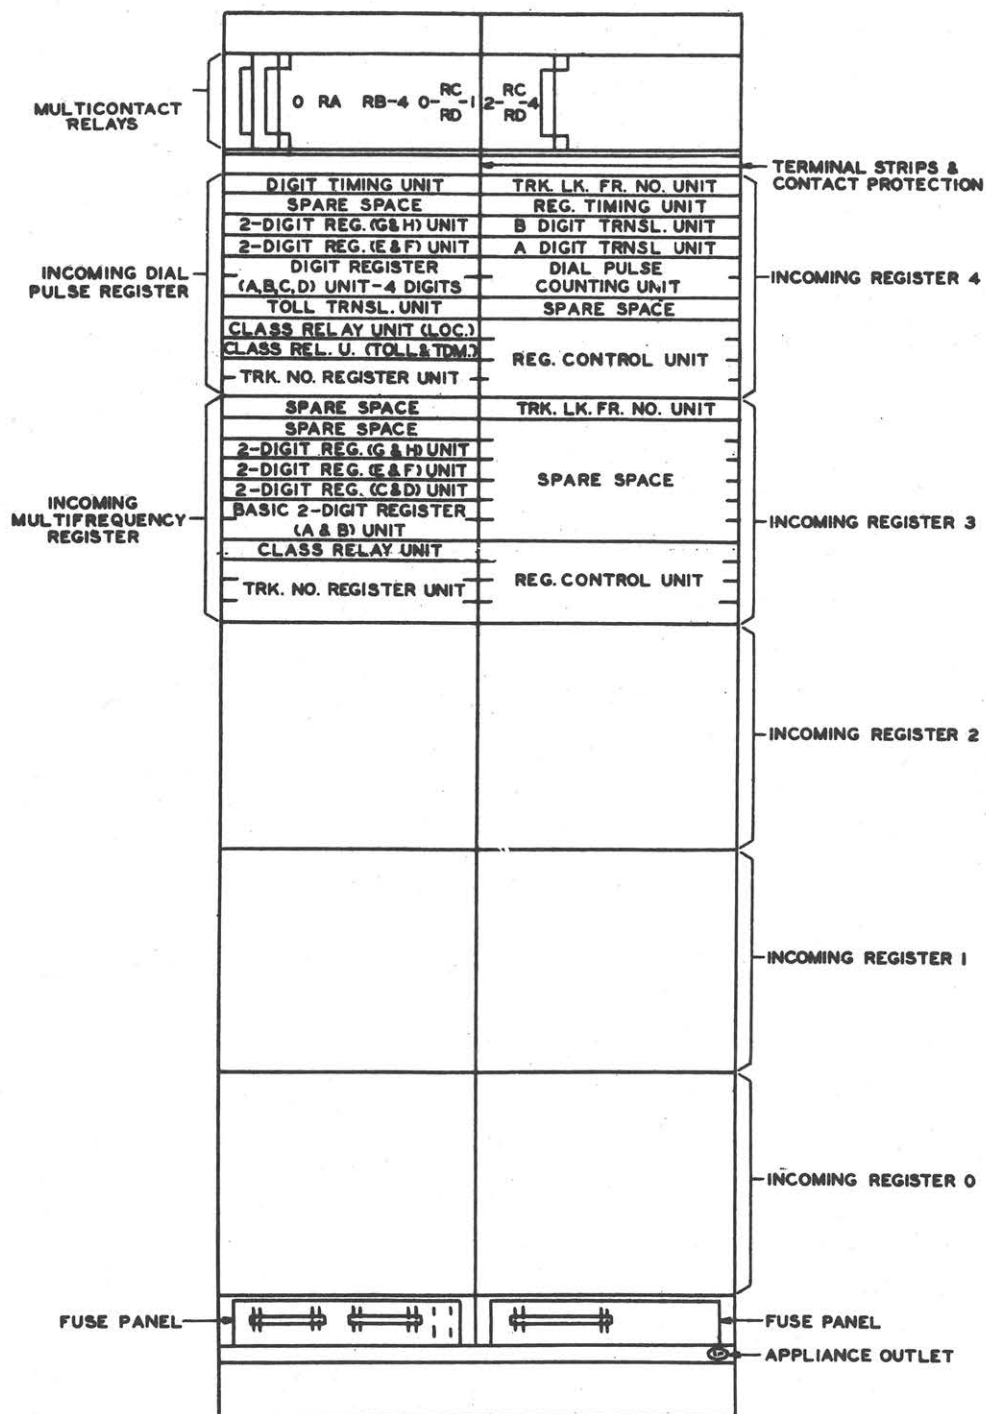 MULTICONTACT
RELAYS
0 RA RB-4 0-RC-1 2-RC-4
RD RD
TERMINAL STRIPS &
CONTACT PROTECTION
INCOMING DIAL
PULSE REGISTER
DIGIT TIMING UNIT
SPARE SPACE
2-DIGIT REG. (G&H) UNIT
2-DIGIT REG. (E&F) UNIT
DIGIT REGISTER
(A,B,C,D) UNIT-4 DIGITS
TOLL TRNSL. UNIT
CLASS RELAY UNIT (LOC.)
CLASS REL. U. (TOLL & TDM.)
TRK. NO. REGISTER UNIT
TRK. LK. FR. NO. UNIT
REG. TIMING UNIT
B DIGIT TRNSL. UNIT
A DIGIT TRNSL UNIT
DIAL PULSE
COUNTING UNIT
SPARE SPACE
REG. CONTROL UNIT
INCOMING REGISTER 4
INCOMING
MULTIFREQUENCY
REGISTER
SPARE SPACE
SPARE SPACE
2-DIGIT REG. (G & H) UNIT
2-DIGIT REG. (E & F) UNIT
2-DIGIT REG. (C&D) UNIT
BASIC 2-DIGIT REGISTER
(A & B) UNIT
CLASS RELAY UNIT
TRK. NO. REGISTER UNIT
TRK. LK. FR. NO. UNIT
SPARE SPACE
REG. CONTROL UNIT
INCOMING REGISTER 3
INCOMING REGISTER 2
INCOMING REGISTER 1
INCOMING REGISTER 0
FUSE PANEL
FUSE PANEL
APPLIANCE OUTLET